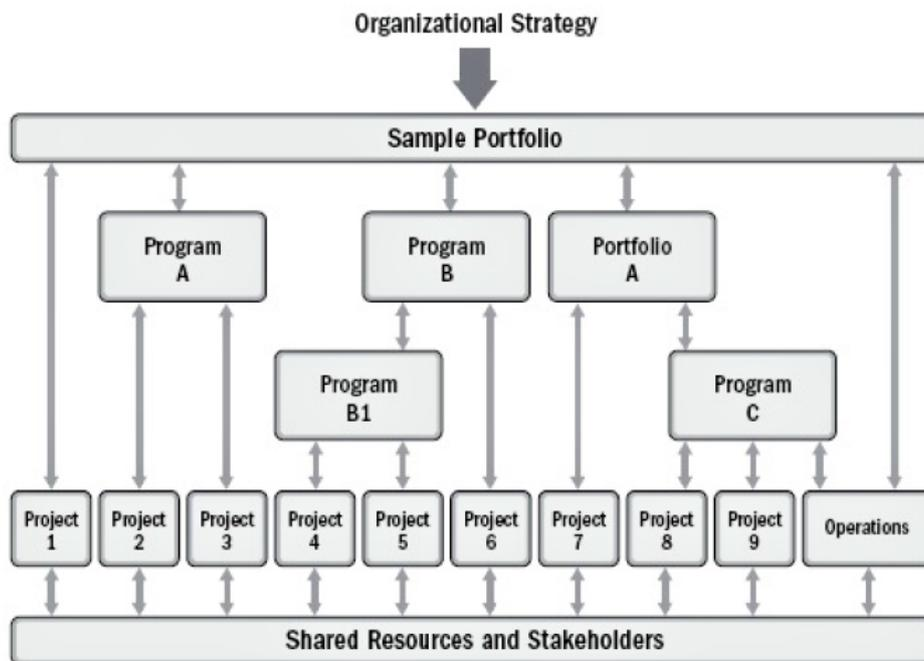 Organizational Strategy
Sample Portfolio
Program
A
Program
B
Portfolio
A
Program
B1
Program
C
Project
1
Project
2
Project
3
Project
4
Project
5
Project
6
Project
7
Project
8
Project
9
Operations
Shared Resources and Stakeholders